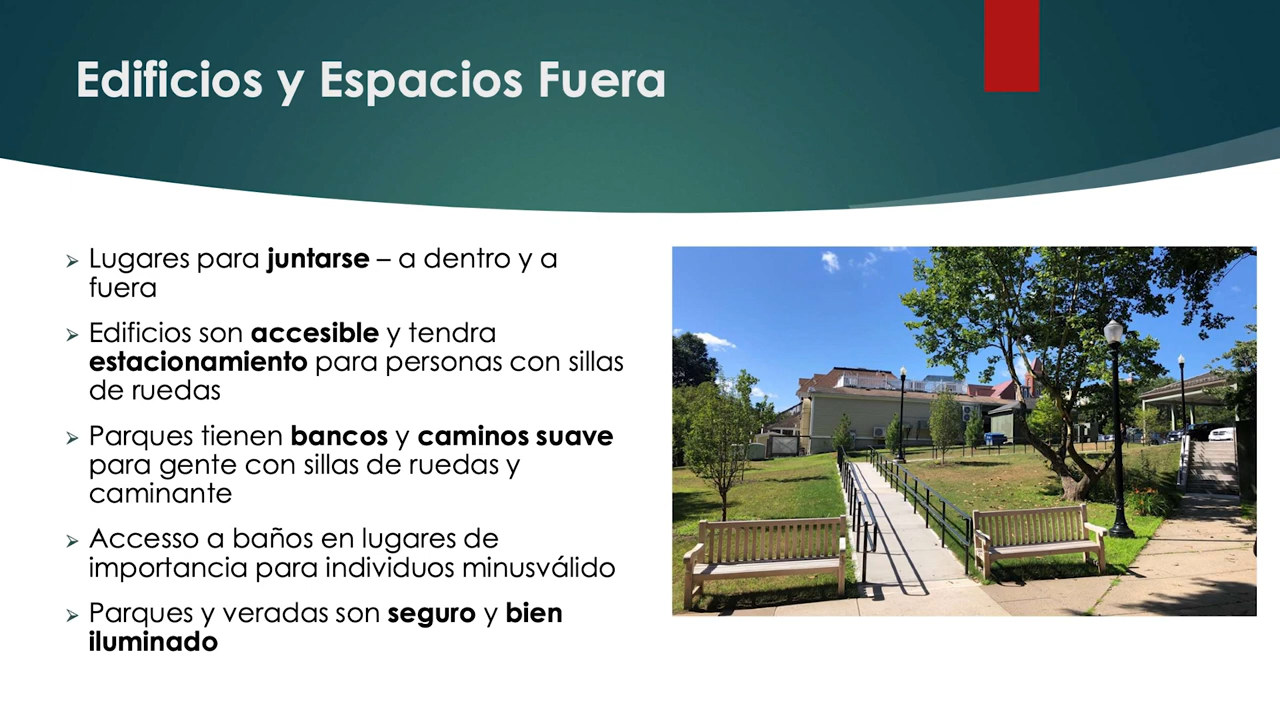 Edificios y Espacios Fuera
Lugares para juntarse – a dentro y a
fuera
Edificios son accesible y tendra
estacionamiento para personas con sillas
de ruedas
Parques tienen bancos y caminos suave
para gente con sillas de ruedas y
caminante
Acceso a baños en lugares de
importancia para individuos minusválido
Parques y veradas son seguro y bien
iluminado